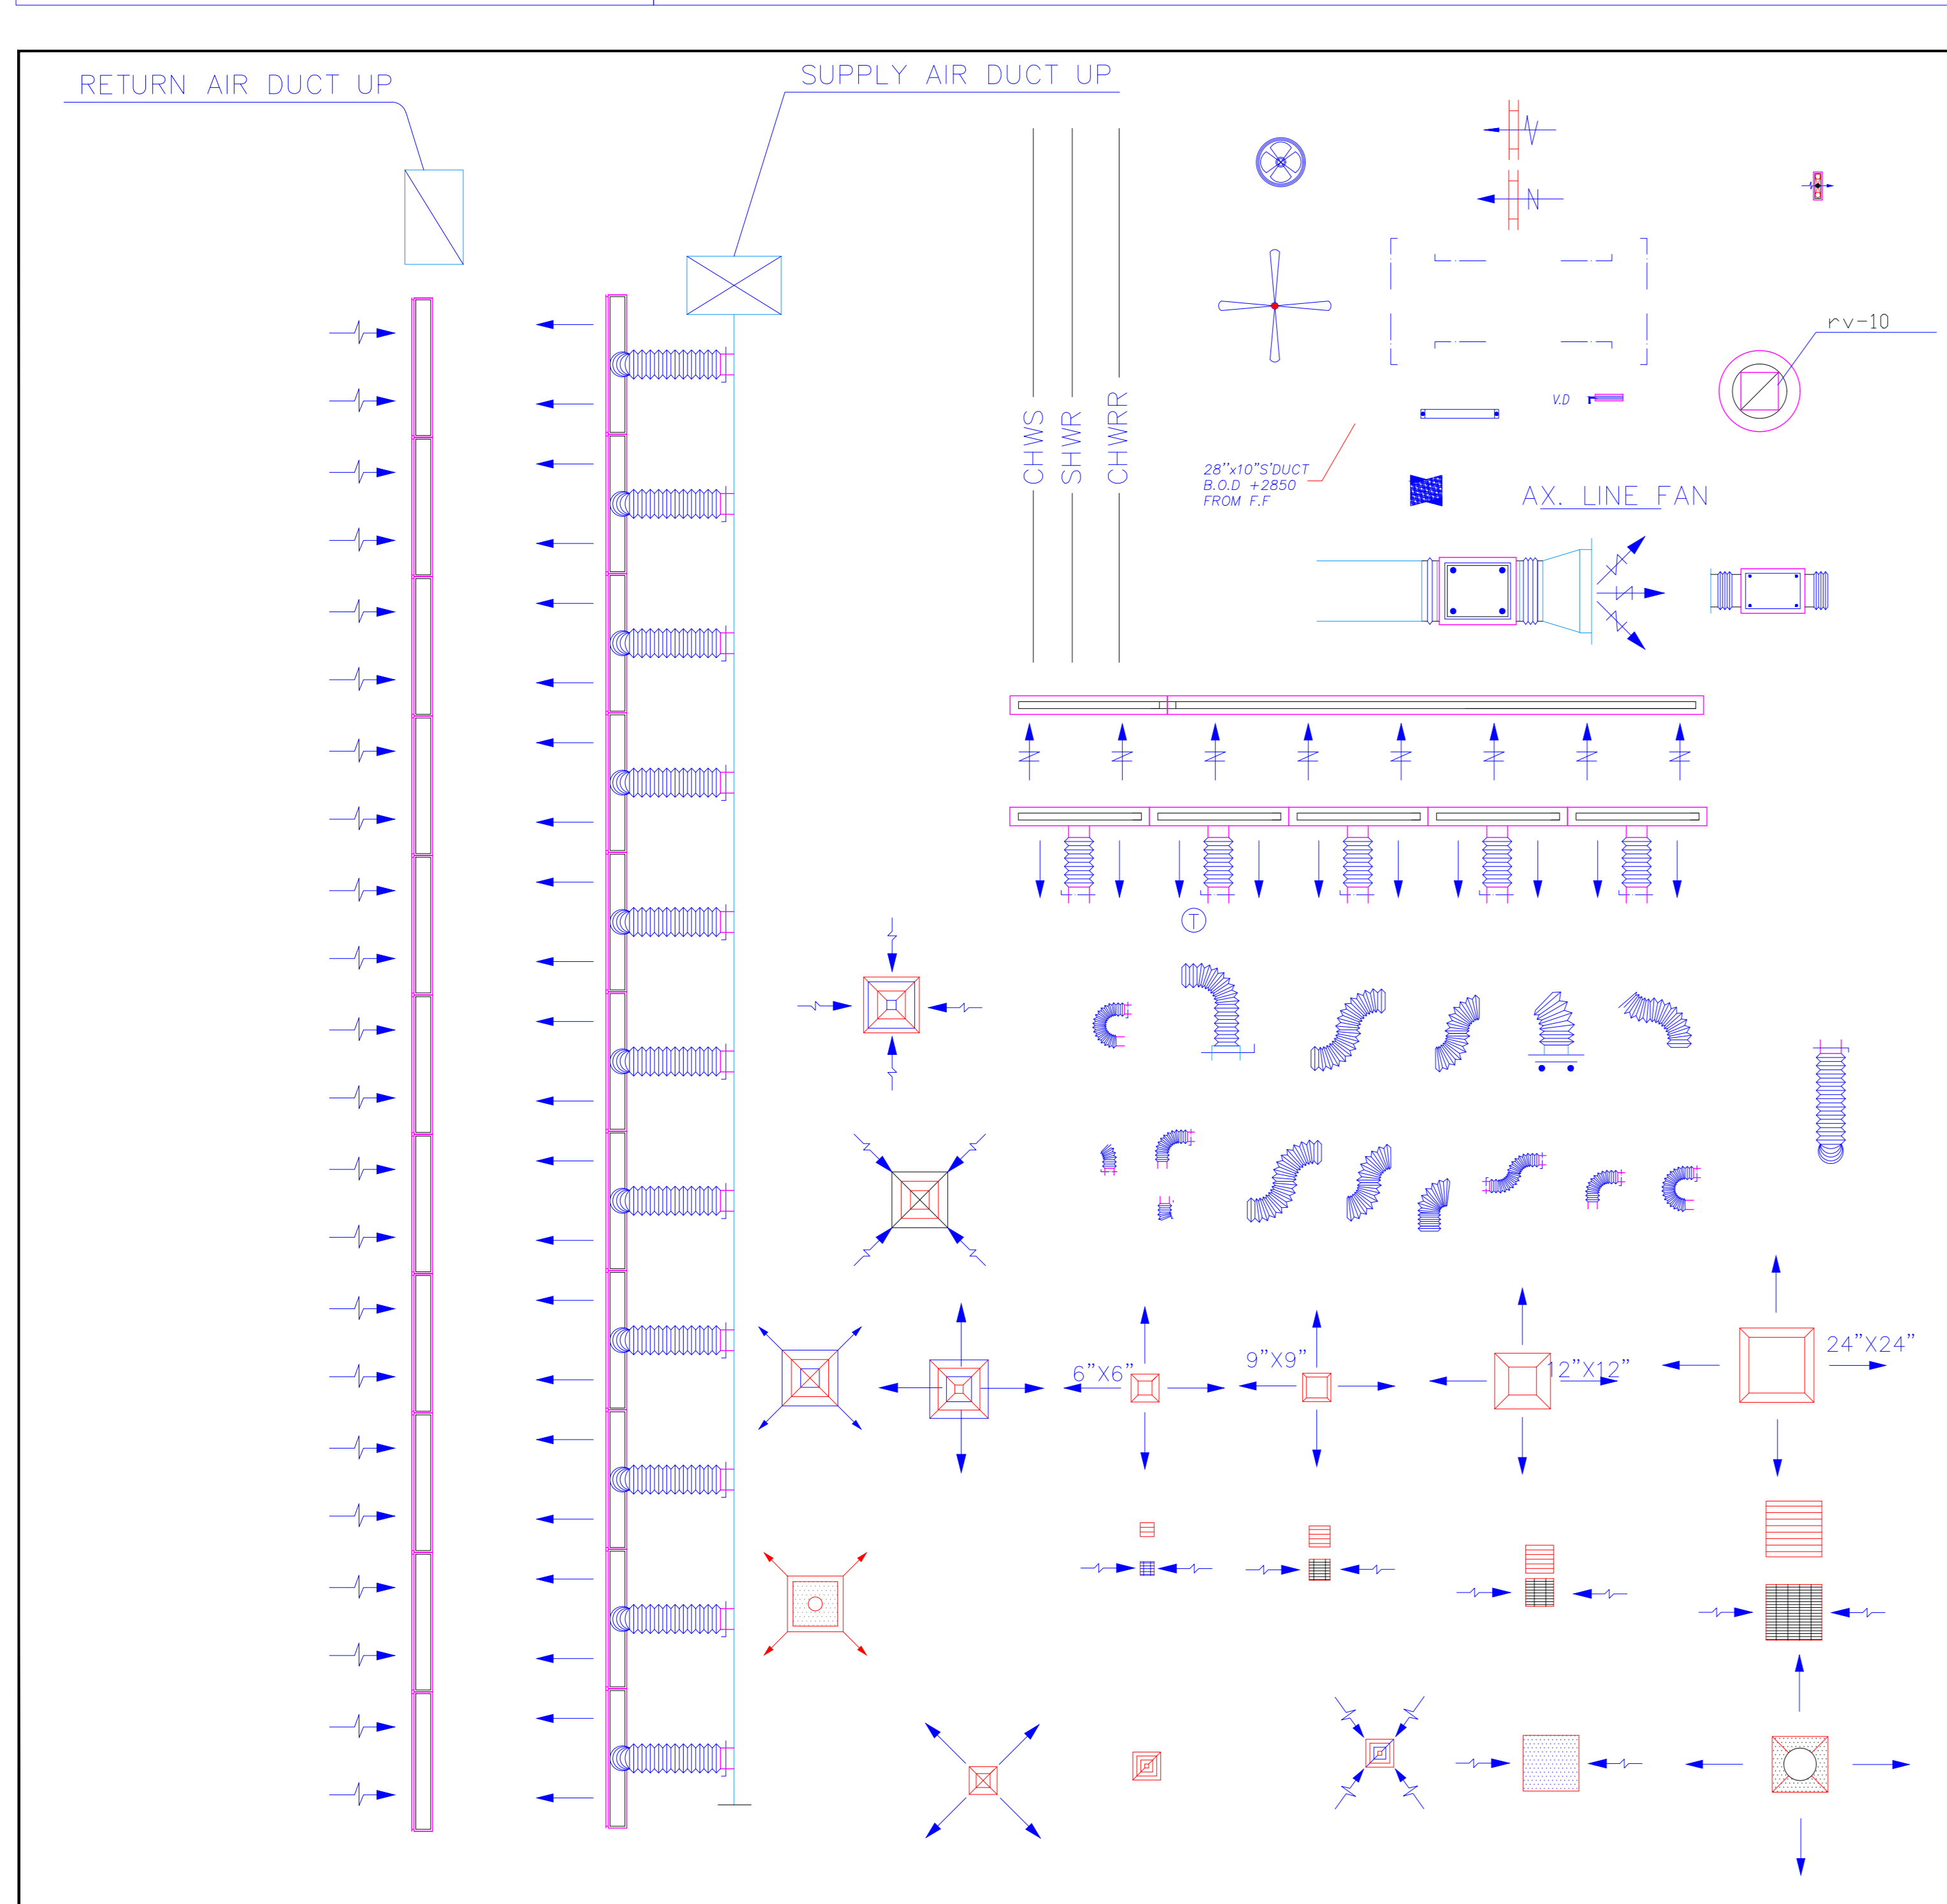 RETURN AIR DUCT UP
SUPPLY AIR DUCT UP
rv-10
V.D
CHWS
SHWR
CHWRR
28”x10”S'DUCT
B.O.D +2850
FROM F.F
AX. LINE FAN
T
6”X6”
9”X9”
12”X12”
24”X24”